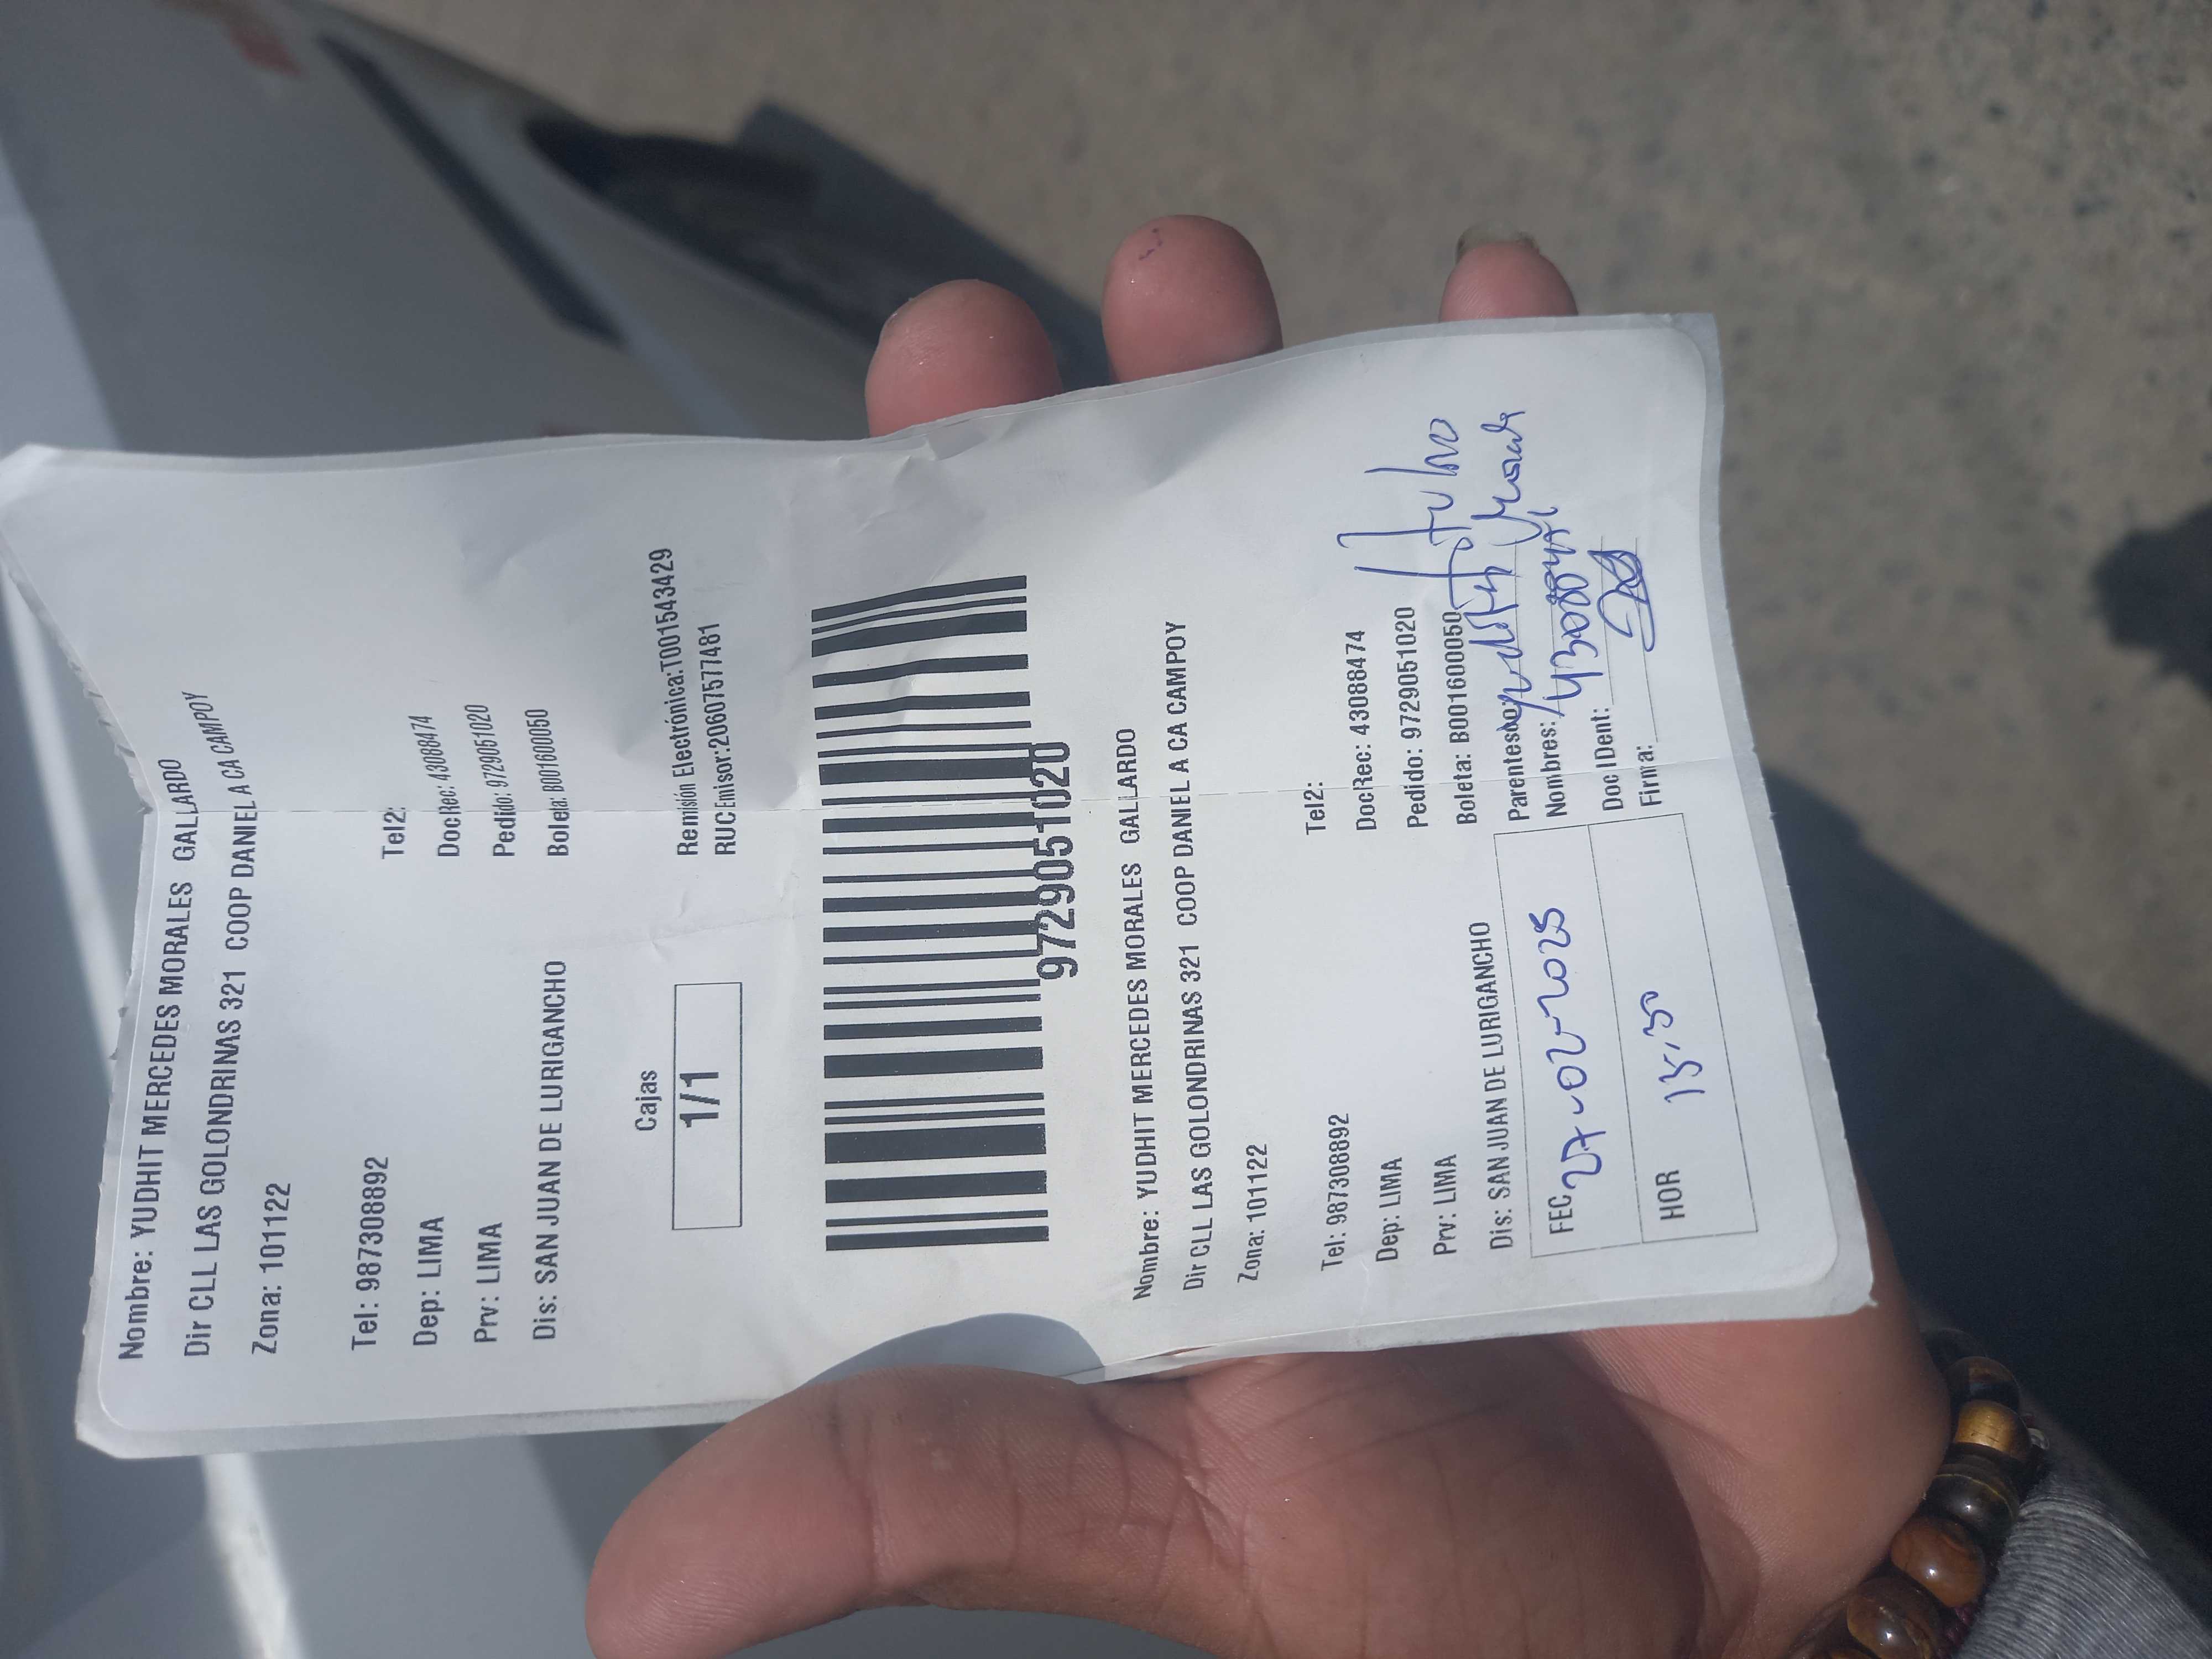 Nombre: YUDHIT MERCEDES MORALES GALLARDO
Dir CLL LAS GOLONDRINAS 321 COOP DANIEL A CA CAMPOY
Zona: 101122
Tel: 987308892 Tel2:
Dep: LIMA DocRec: 43088474
Prv: LIMA Pedido: 9729051020
Dis: SAN JUAN DE LURIGANCHO Boleta: B001600050
Cajas Remisión Electrónica:T001543429
1/1 RUCEmisor:20607577481
9729051020
Nombre: YUDHIT MERCEDES MORALES GALLARDO
Dir CLL LAS GOLONDRINAS 321 COOP DANIEL A CA CAMPOY
Zona: 101122
Tel: 987308892 Tel2:
Dep: LIMA DocRec: 43088474
Prv: LIMA Pedido: 9729051020
Dis: SAN JUAN DE LURIGANCHO Boleta: B001600050
Titular
FEC 27-02-2025 Parentesco:
Nombres:
HOR Doc IDent:
Firma: